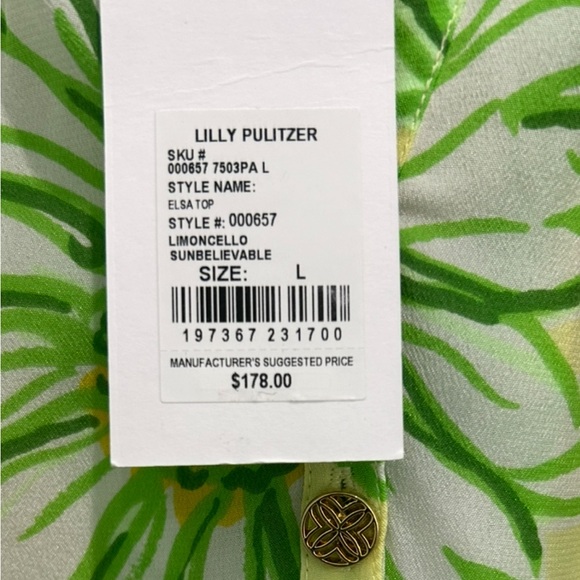 LILLY PULITZER
SKU #
000657 7503PA L
STYLE NAME:
ELSA TOP
STYLE #: 000657
LIMONCELLO
SUNBELIEVABLE
SIZE: L
197367 231700
MANUFACTURER'S SUGGESTED PRICE
$178.00